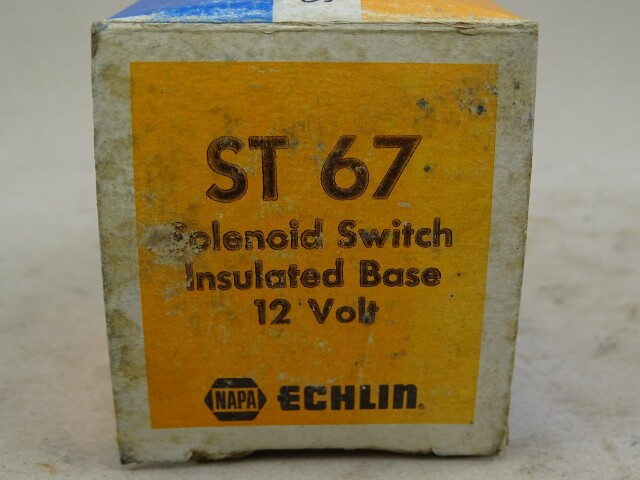 ST 67
Solenoid Switch
Insulated Base
12 Volt
NAPA ECHLIN.